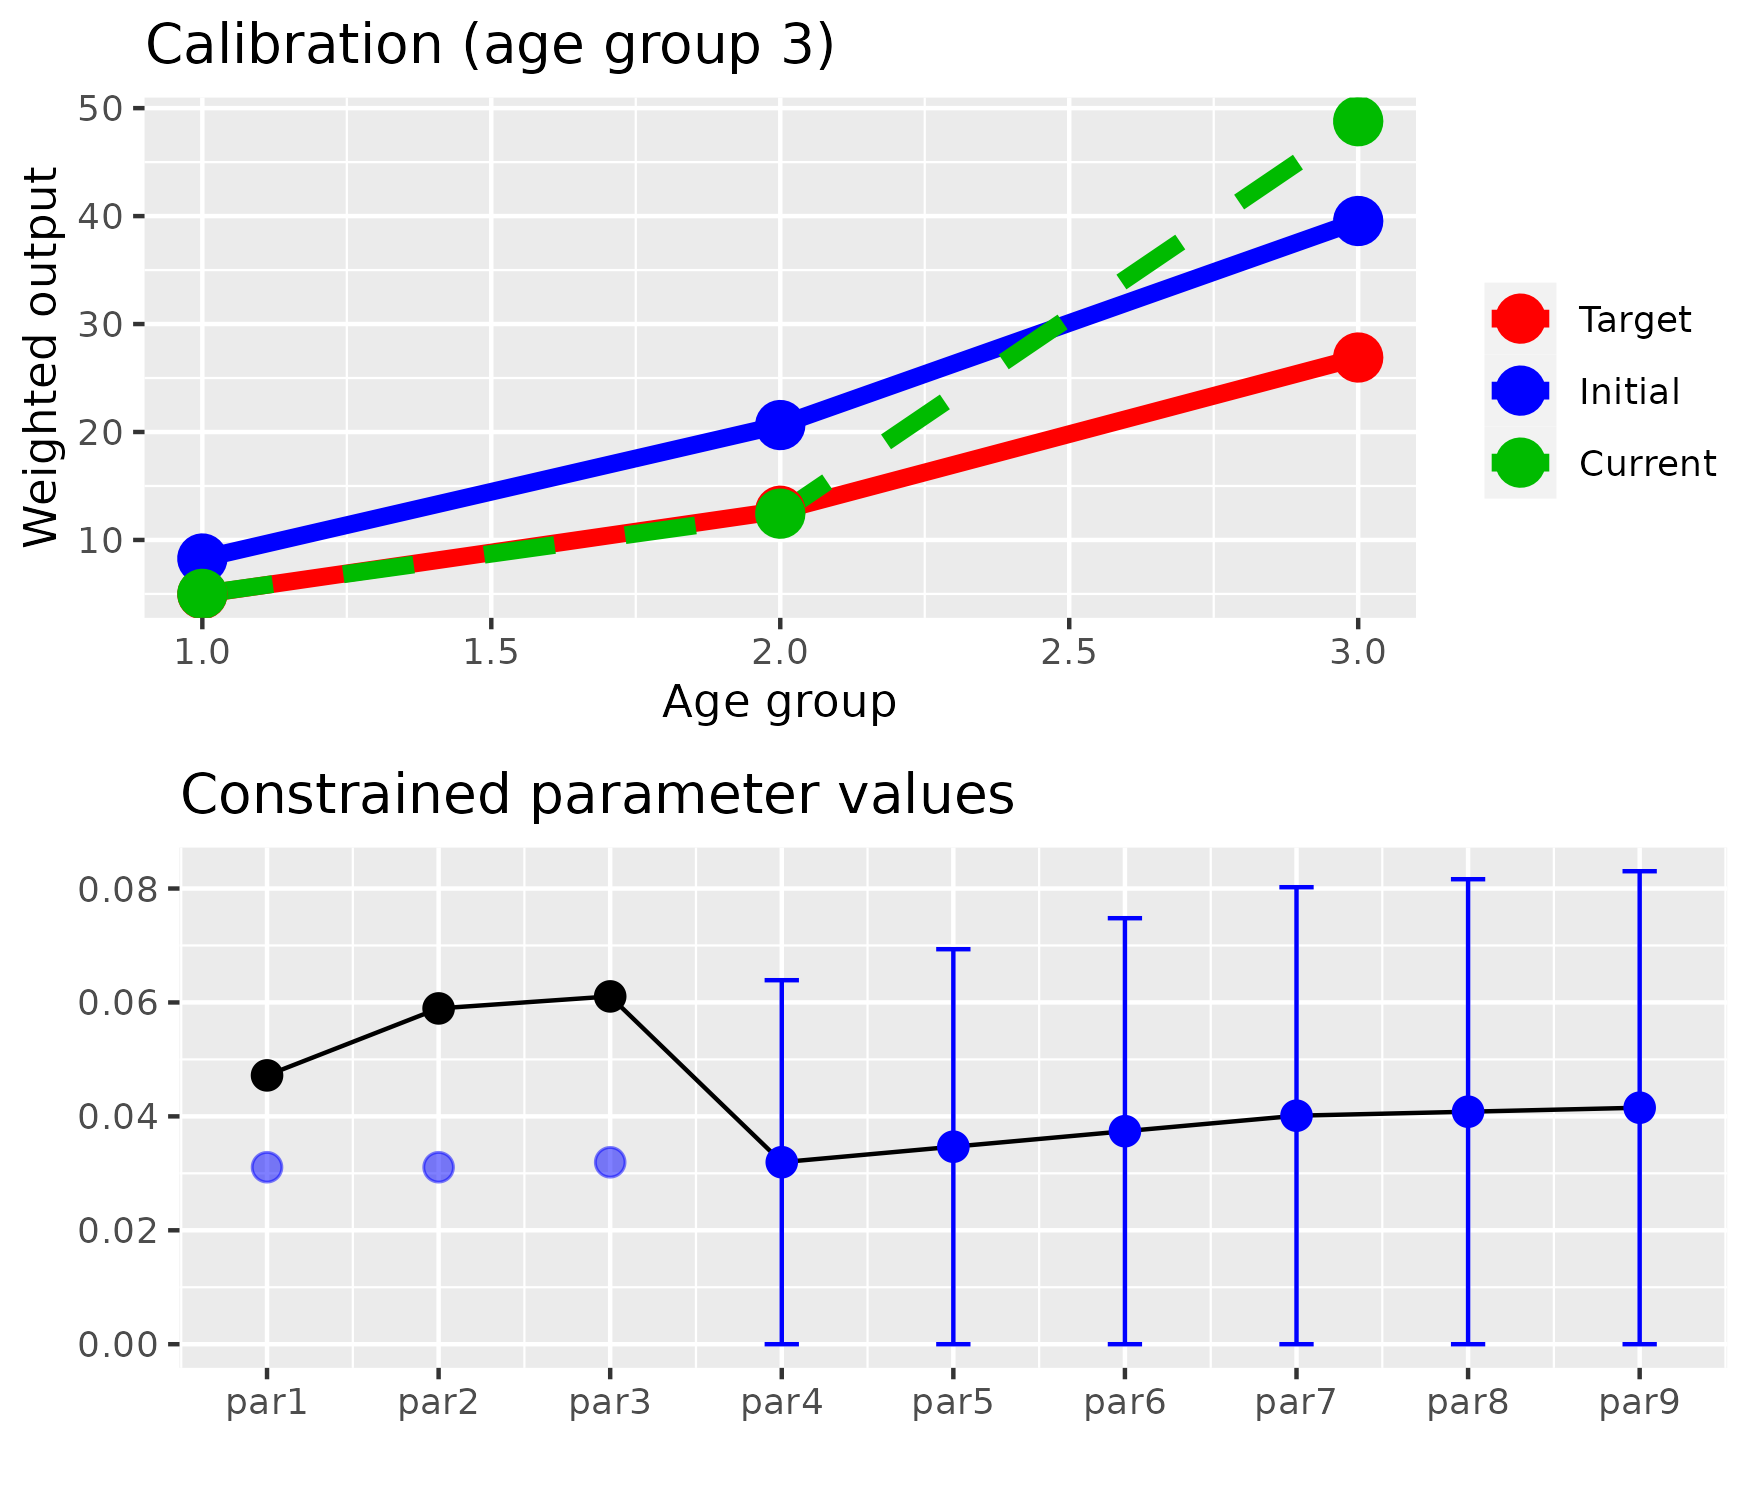 Calibration (age group 3)
Weighted output
50
40
30
20
10
1.0 1.5 2.0 2.5 3.0
Age group
Target
Initial
Current
Constrained parameter values
0.08
0.06
0.04
0.02
0.00
par1 par2 par3 par4 par5 par6 par7 par8 par9